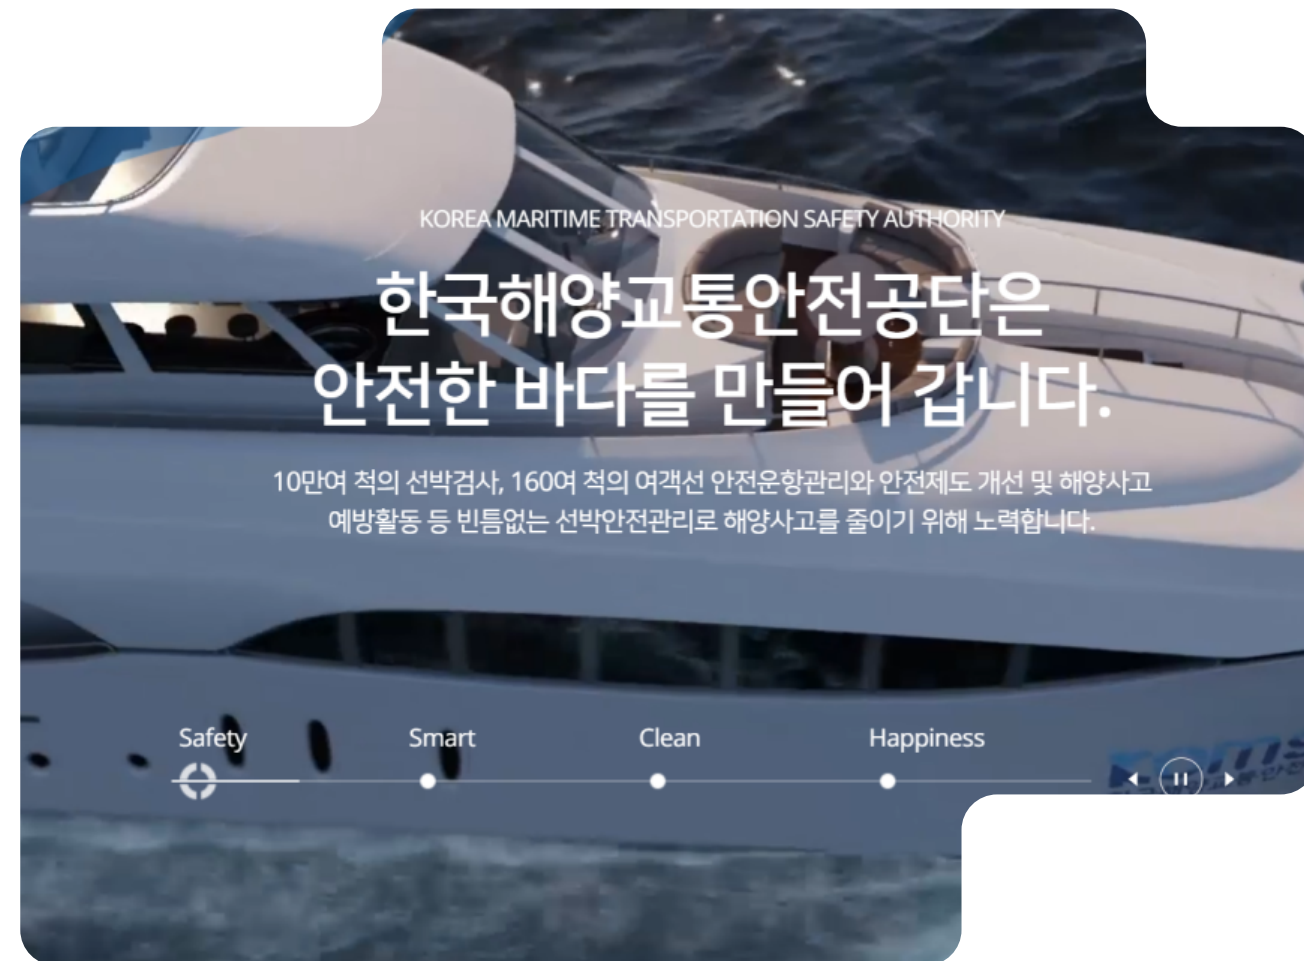 KOREA MARITIME TRANSPORTATION SAFETY AUTHORITY
한국해양교통안전공단은
안전한 바다를 만들어 갑니다.
10만여 척의 선박검사, 160여 척의 여객선 안전운항관리와 안전제도 개선 및 해양사고
예방활동 등 빈틈없는 선박안전관리로 해양사고를 줄이기 위해 노력합니다.
Safety Smart Clean Happiness